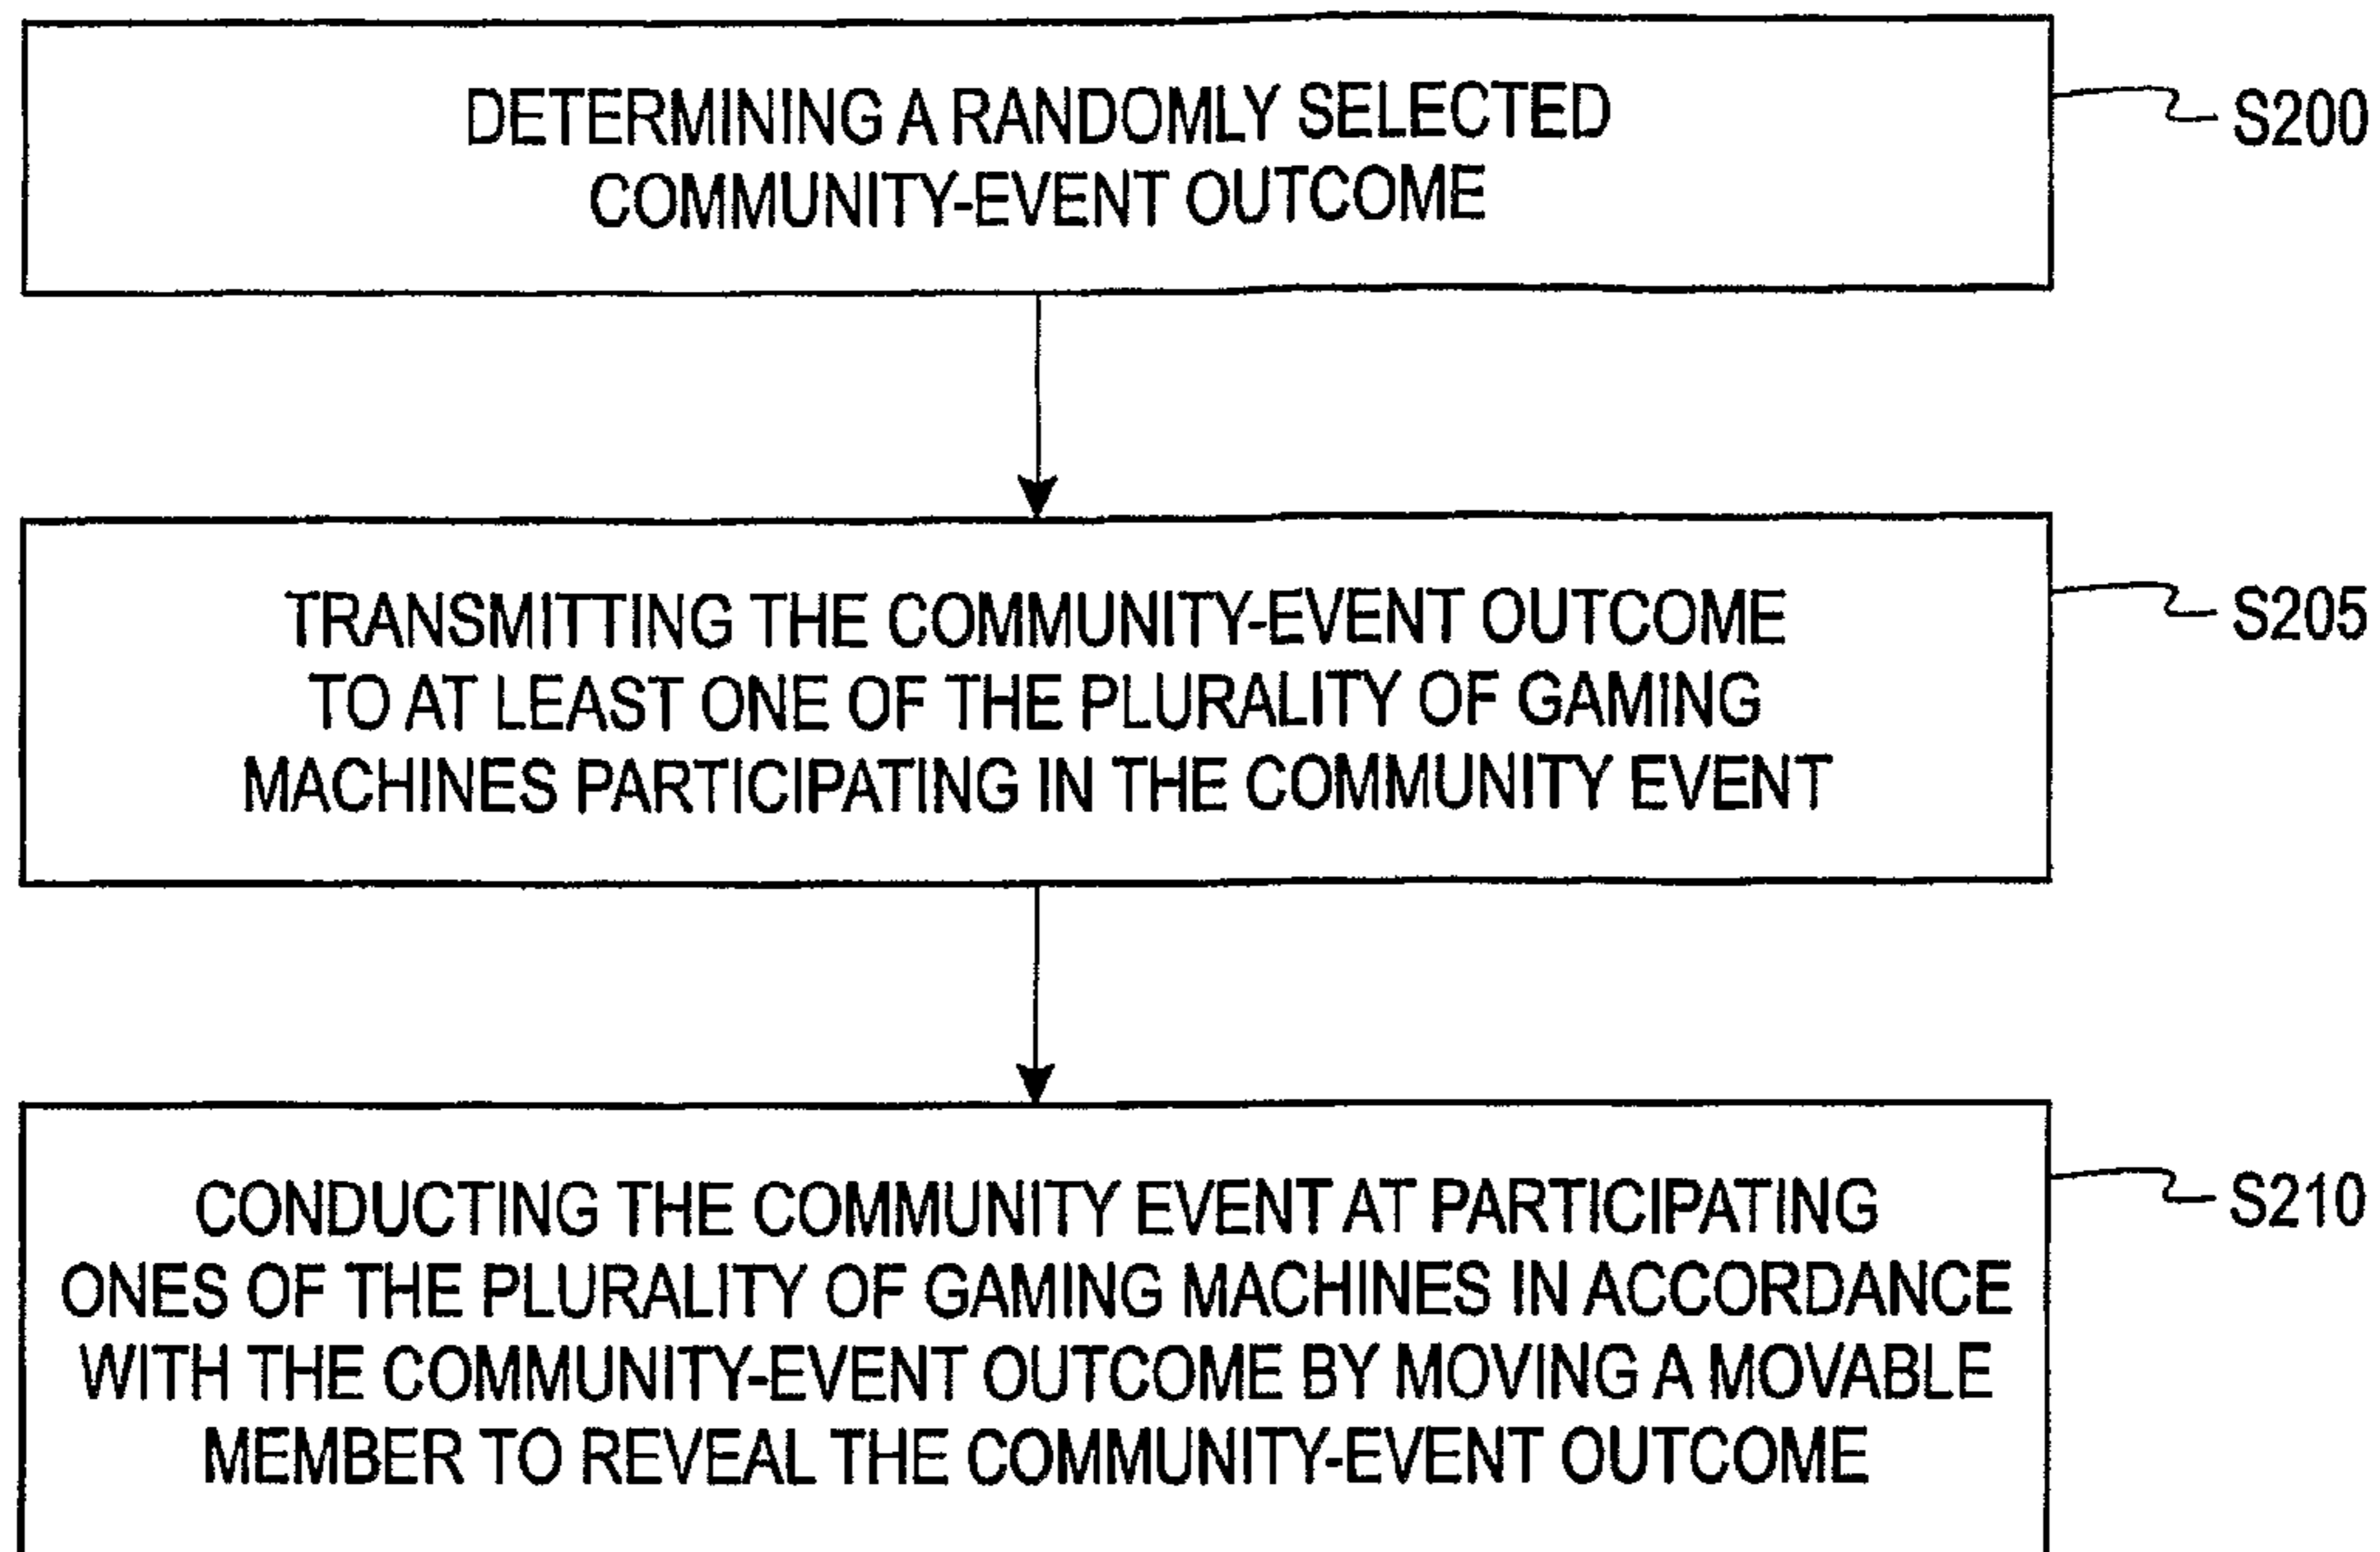 DETERMINING A RANDOMLY SELECTED
COMMUNITY-EVENT OUTCOME
S200
TRANSMITTING THE COMMUNITY-EVENT OUTCOME
TO AT LEAST ONE OF THE PLURALITY OF GAMING
MACHINES PARTICIPATING IN THE COMMUNITY EVENT
S205
CONDUCTING THE COMMUNITY EVENT AT PARTICIPATING
ONES OF THE PLURALITY OF GAMING MACHINES IN ACCORDANCE
WITH THE COMMUNITY-EVENT OUTCOME BY MOVING A MOVABLE
MEMBER TO REVEAL THE COMMUNITY-EVENT OUTCOME
S210